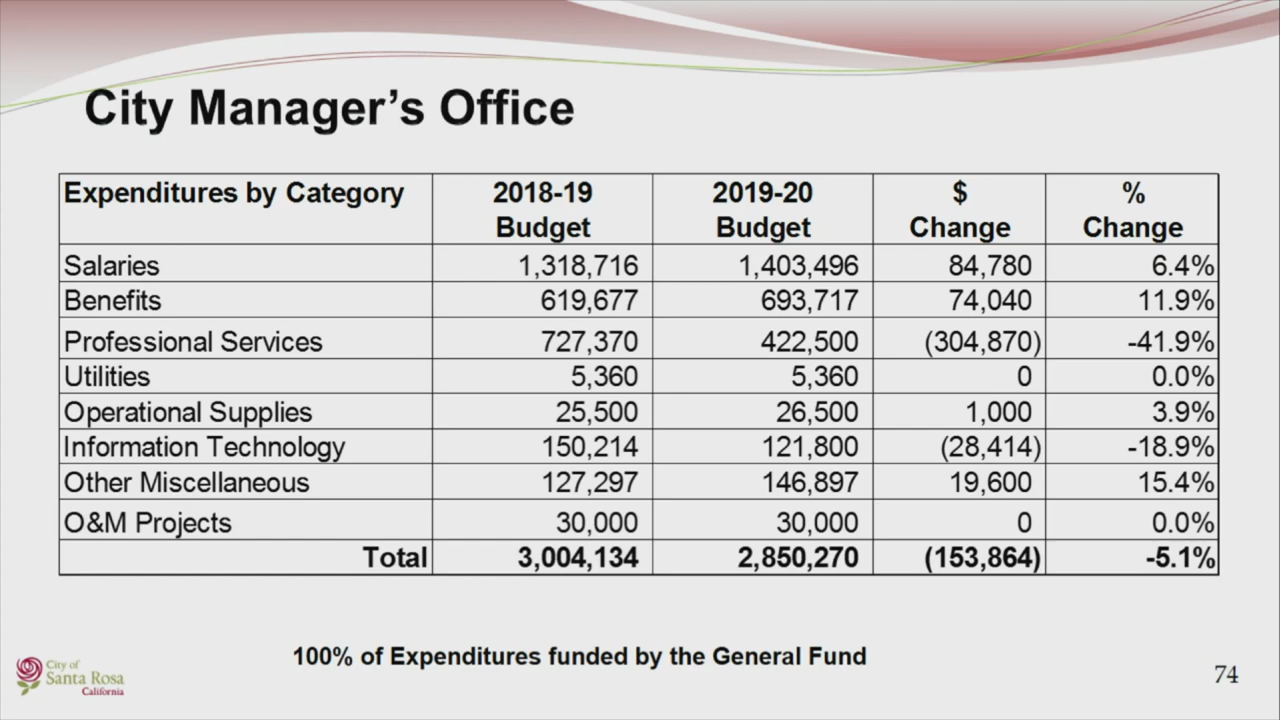 City Manager’s Office
Expenditures by Category 2018-19 Budget 2019-20 Budget $ Change % Change
Salaries 1,318,716 1,403,496 84,780 6.4%
Benefits 619,677 693,717 74,040 11.9%
Professional Services 727,370 422,500 (304,870) -41.9%
Utilities 5,360 5,360 0 0.0%
Operational Supplies 25,500 26,500 1,000 3.9%
Information Technology 150,214 121,800 (28,414) -18.9%
Other Miscellaneous 127,297 146,897 19,600 15.4%
O&M Projects 30,000 30,000 0 0.0%
Total 3,004,134 2,850,270 (153,864) -5.1%
100% of Expenditures funded by the General Fund
City of
Santa Rosa
California
74